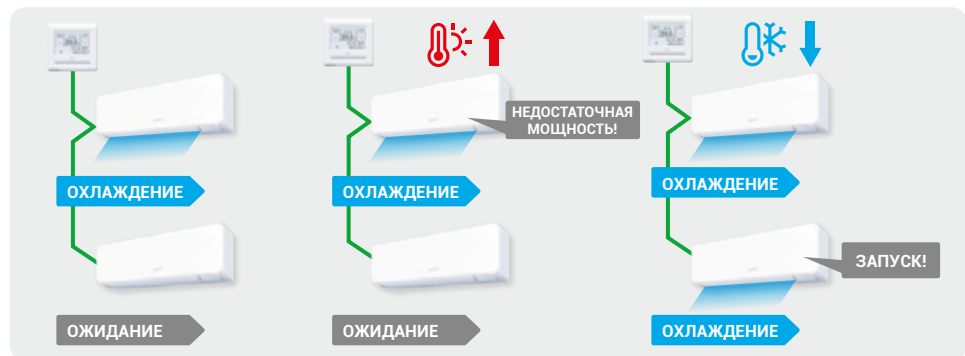 НЕДОСТАТОЧНАЯ
МОЩНОСТЬ!
ОХЛАЖДЕНИЕ
ОХЛАЖДЕНИЕ
ОХЛАЖДЕНИЕ
ЗАПУСК!
ОЖИДАНИЕ
ОЖИДАНИЕ
ОХЛАЖДЕНИЕ